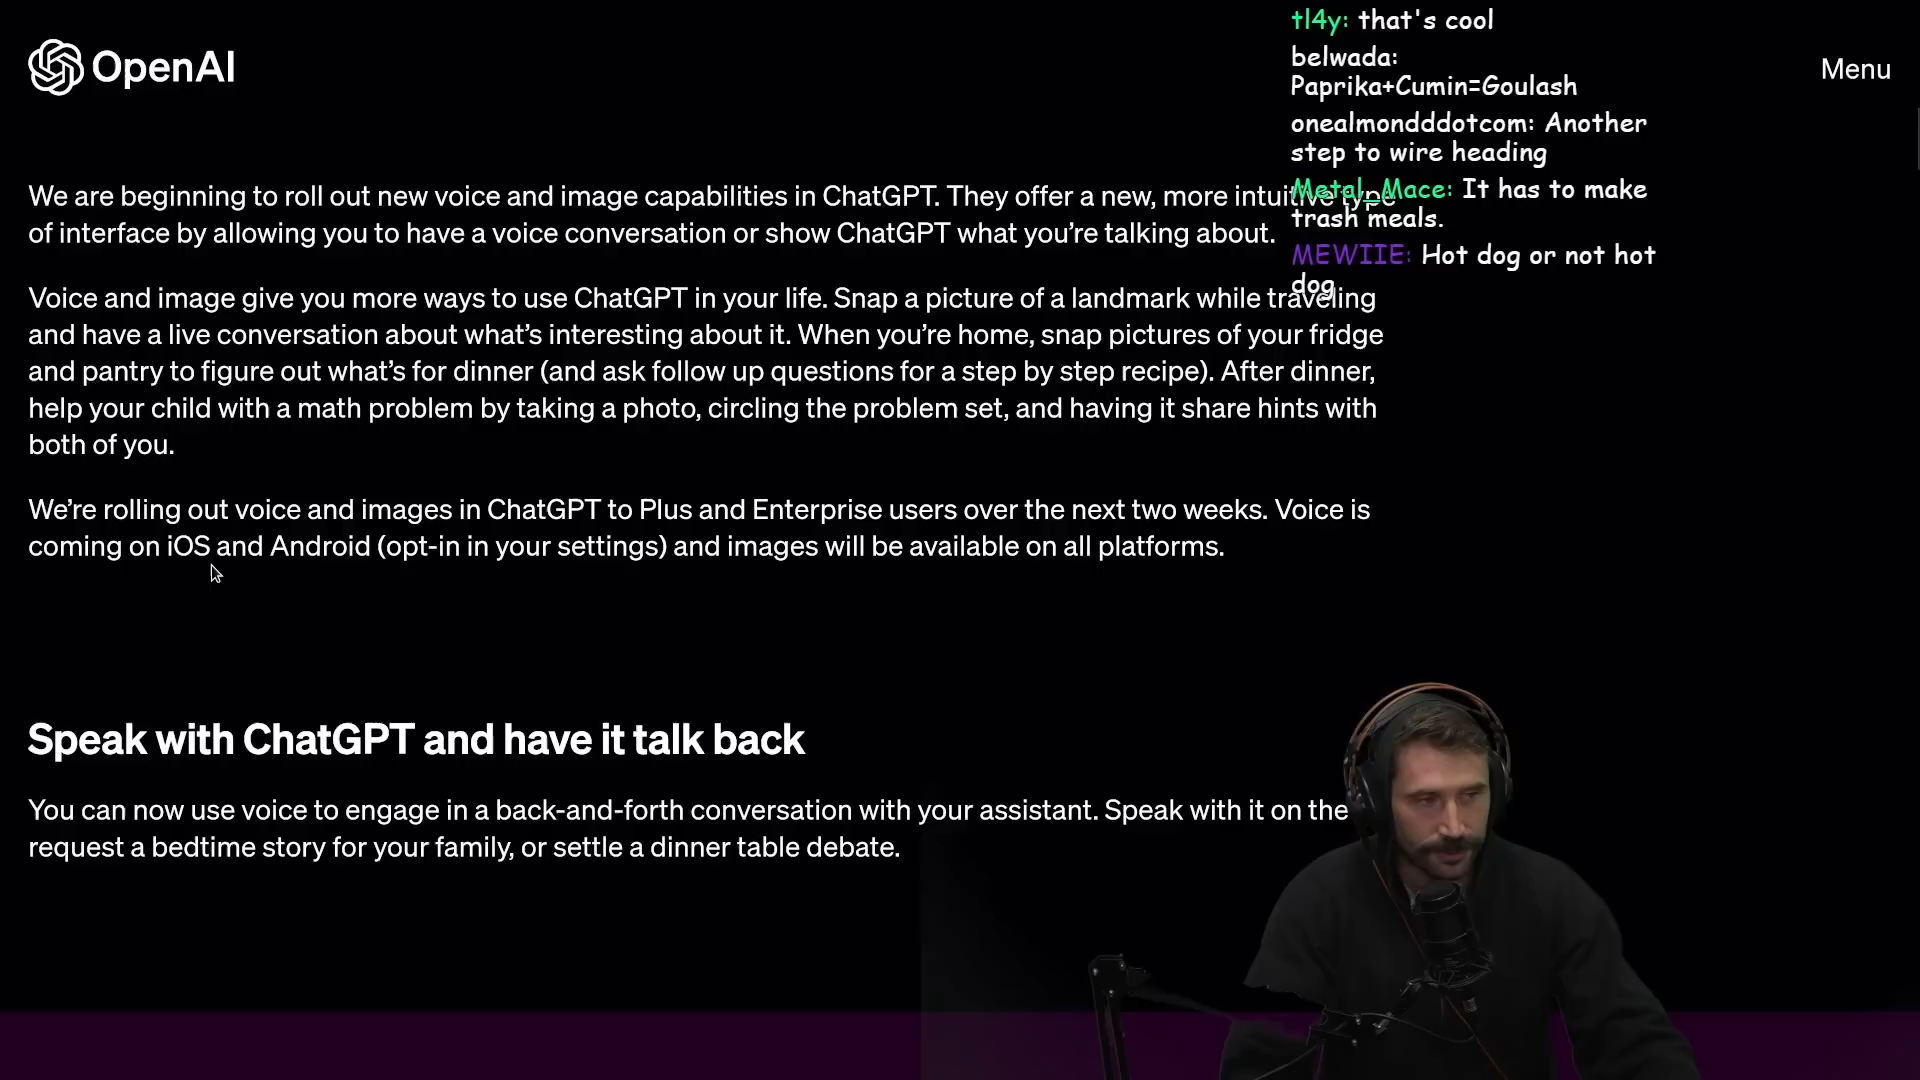 OpenAI
Menu
tl4y: that's cool
belwada:
Paprika+Cumin=Goulash
onealmondddotcom: Another
step to wire heading
Metal_Mace: It has to make
trash meals.
MEWIIE: Hot dog or not hot
dog
We are beginning to roll out new voice and image capabilities in ChatGPT. They offer a new, more intuitive type
of interface by allowing you to have a voice conversation or show ChatGPT what you’re talking about.
Voice and image give you more ways to use ChatGPT in your life. Snap a picture of a landmark while traveling
and have a live conversation about what’s interesting about it. When you’re home, snap pictures of your fridge
and pantry to figure out what’s for dinner (and ask follow up questions for a step by step recipe). After dinner,
help your child with a math problem by taking a photo, circling the problem set, and having it share hints with
both of you.
We’re rolling out voice and images in ChatGPT to Plus and Enterprise users over the next two weeks. Voice is
coming on iOS and Android (opt-in in your settings) and images will be available on all platforms.
Speak with ChatGPT and have it talk back
You can now use voice to engage in a back-and-forth conversation with your assistant. Speak with it on the
request a bedtime story for your family, or settle a dinner table debate.